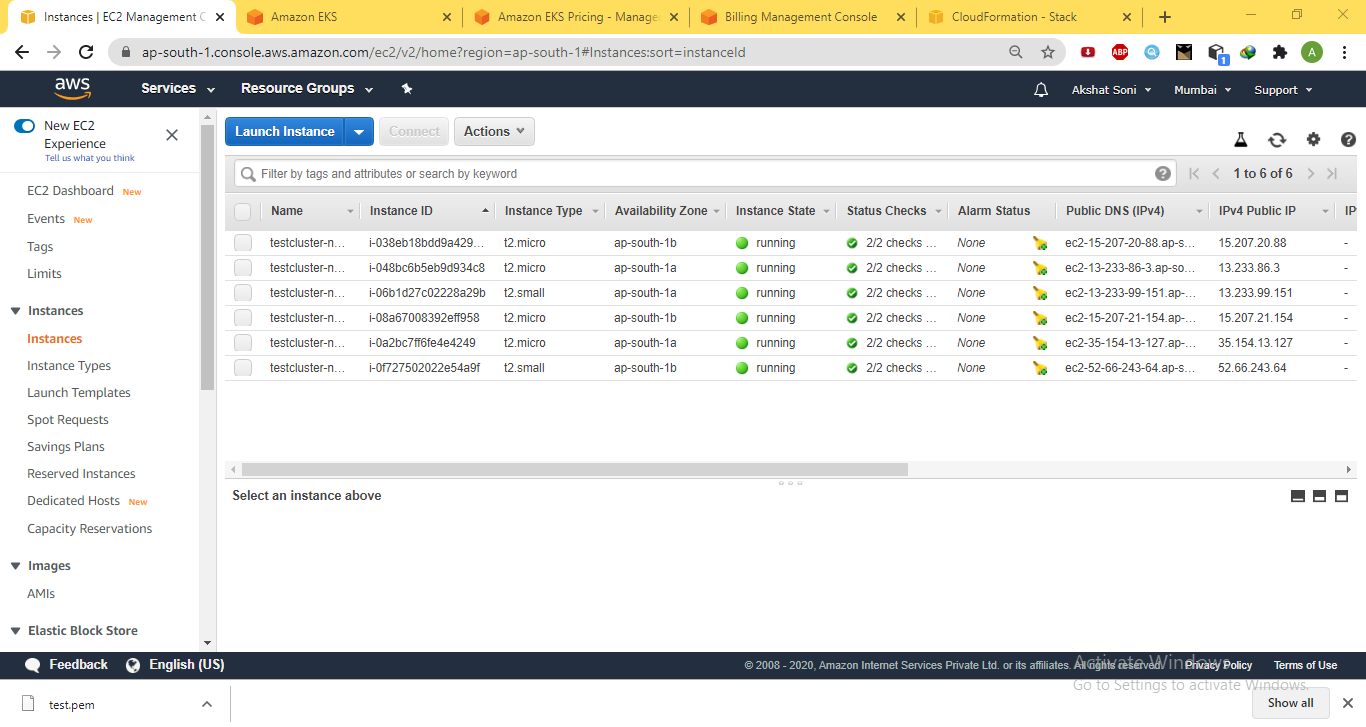 Instances | EC2 Management C
Amazon EKS
Amazon EKS Pricing - Manage
Billing Management Console
CloudFormation - Stack
ap-south-1.console.aws.amazon.com/ec2/v2/home?region=ap-south-1#Instances:sort=instanceId
ABP
1
A
aws
Services
Resource Groups
Akshat Soni
Mumbai
Support
New EC2 Experience
Tell us what you think
EC2 Dashboard New
Events New
Tags
Limits
Instances
Instances
Instance Types
Launch Templates
Spot Requests
Savings Plans
Reserved Instances
Dedicated Hosts New
Capacity Reservations
Images
AMIs
Elastic Block Store
Launch Instance
Connect
Actions
Filter by tags and attributes or search by keyword
1 to 6 of 6
Name Instance ID Instance Type Availability Zone Instance State Status Checks Alarm Status Public DNS (IPv4) IPv4 Public IP IP
testcluster-n... i-038eb18bdd9a429... t2.micro ap-south-1b running 2/2 checks ... None ec2-15-207-20-88.ap-s... 15.207.20.88 -
testcluster-n... i-048bc6b5eb9d934c8 t2.micro ap-south-1a running 2/2 checks ... None ec2-13-233-86-3.ap-so... 13.233.86.3 -
testcluster-n... i-06b1d27c02228a29b t2.small ap-south-1a running 2/2 checks ... None ec2-13-233-99-151.ap-... 13.233.99.151 -
testcluster-n... i-08a67008392eff958 t2.micro ap-south-1b running 2/2 checks ... None ec2-15-207-21-154.ap-... 15.207.21.154 -
testcluster-n... i-0a2bc7ff6fe4e4249 t2.micro ap-south-1a running 2/2 checks ... None ec2-35-154-13-127.ap-... 35.154.13.127 -
testcluster-n... i-0f727502022e54a9f t2.small ap-south-1b running 2/2 checks ... None ec2-52-66-243-64.ap-s... 52.66.243.64 -
Select an instance above
Feedback
English (US)
© 2008 - 2020, Amazon Internet Services Private Ltd. or its affiliates. All rights reserved.
Privacy Policy
Terms of Use
Activate Windows
Go to Settings to activate Windows.
test.pem
Show all